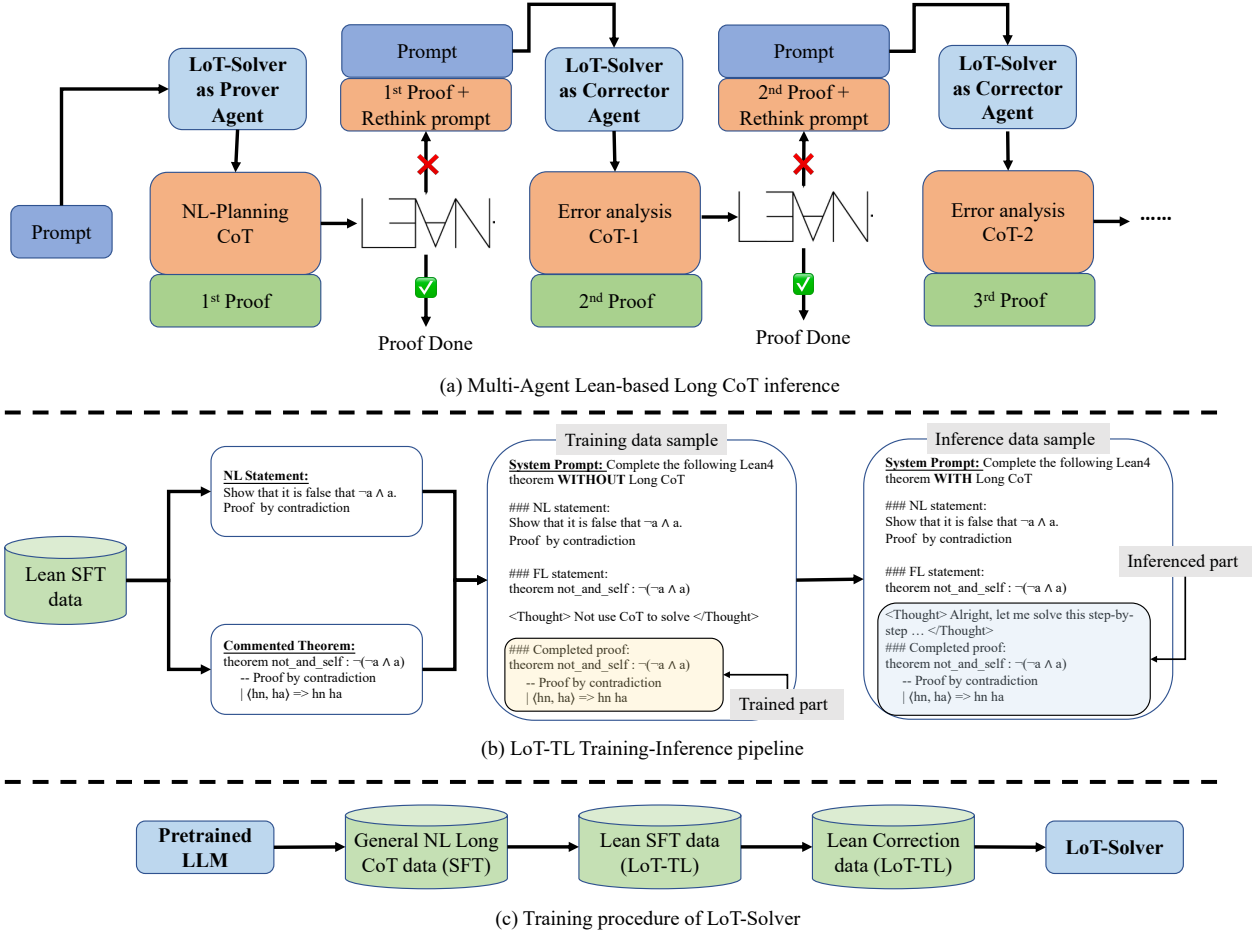 Prompt
LoT-Solver
as Prover
Agent
NL-Planning
CoT
1st Proof
Prompt
1st Proof +
Rethink prompt
LEAN
Proof Done
LoT-Solver
as Corrector
Agent
Error analysis
CoT-1
2nd Proof
Prompt
2nd Proof +
Rethink prompt
LEAN
Proof Done
LoT-Solver
as Corrector
Agent
Error analysis
CoT-2
3rd Proof
......
(a) Multi-Agent Lean-based Long CoT inference
Lean SFT
data
NL Statement:
Show that it is false that ¬a ∧ a.
Proof by contradiction
Commented Theorem:
theorem not_and_self : ¬(¬a ∧ a)
-- Proof by contradiction
| ⟨hn, ha⟩ => hn ha
Training data sample
System Prompt: Complete the following Lean4
theorem WITHOUT Long CoT
### NL statement:
Show that it is false that ¬a ∧ a.
Proof by contradiction
### FL statement:
theorem not_and_self : ¬(¬a ∧ a)
<Thought> Not use CoT to solve </Thought>
### Completed proof:
theorem not_and_self : ¬(¬a ∧ a)
-- Proof by contradiction
| ⟨hn, ha⟩ => hn ha
Trained part
Inference data sample
System Prompt: Complete the following Lean4
theorem WITH Long CoT
### NL statement:
Show that it is false that ¬a ∧ a.
Proof by contradiction
### FL statement:
theorem not_and_self : ¬(¬a ∧ a)
<Thought> Alright, let me solve this step-by-
step … </Thought>
### Completed proof:
theorem not_and_self : ¬(¬a ∧ a)
-- Proof by contradiction
| ⟨hn, ha⟩ => hn ha
Inferenced part
(b) LoT-TL Training-Inference pipeline
Pretrained
LLM
General NL Long
CoT data (SFT)
Lean SFT data
(LoT-TL)
Lean Correction
data (LoT-TL)
LoT-Solver
(c) Training procedure of LoT-Solver